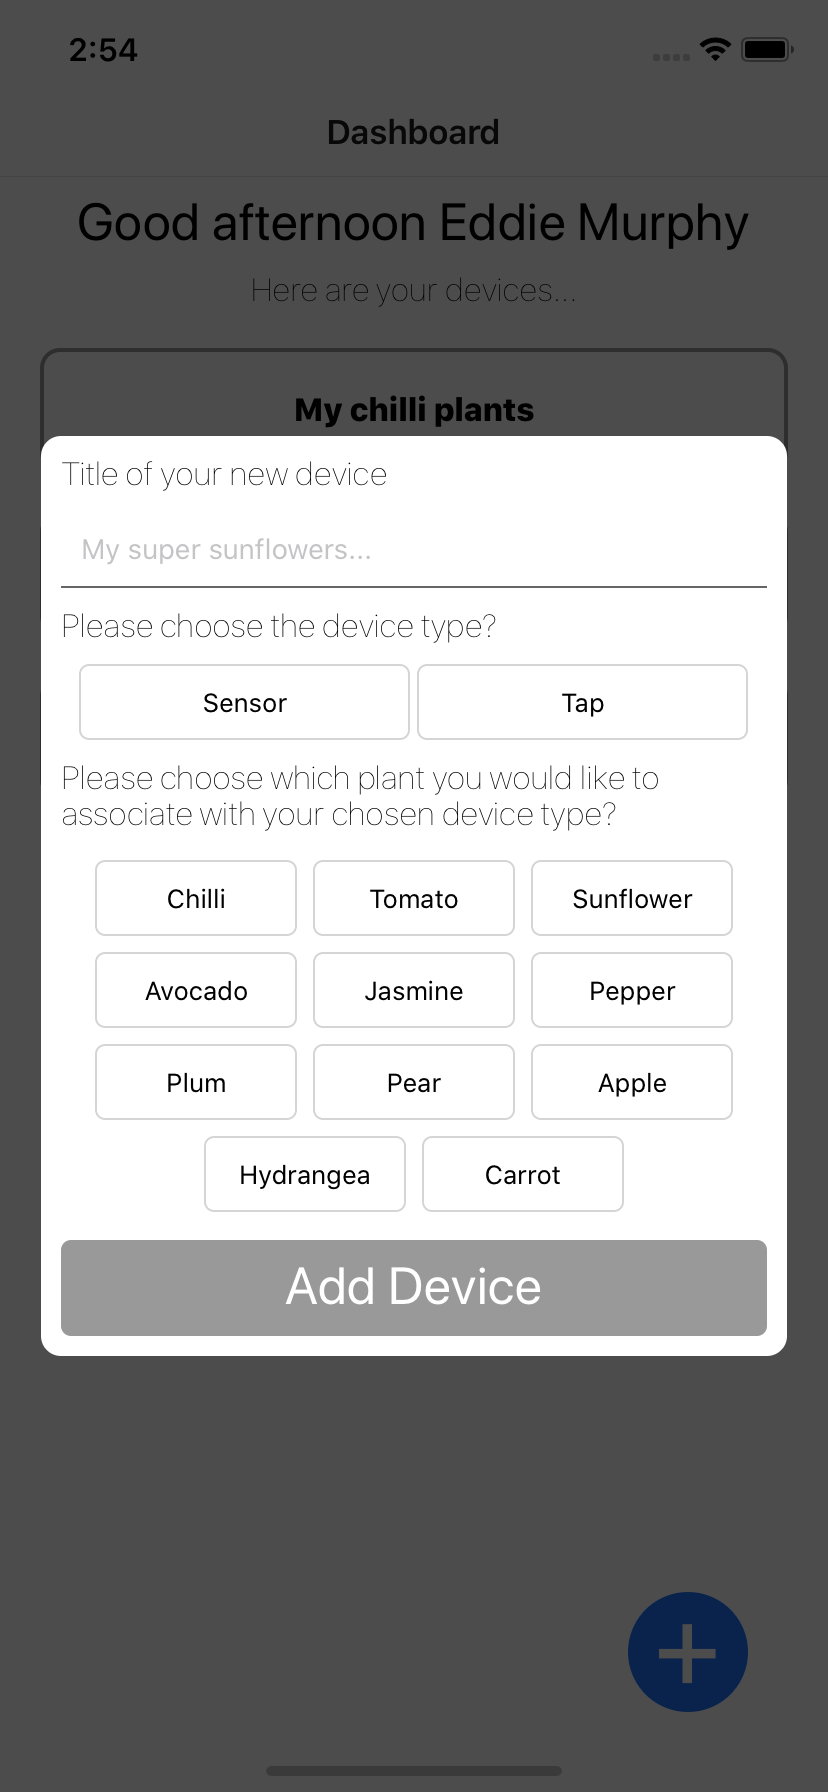 2:54
Dashboard
Good afternoon Eddie Murphy
Here are your devices...
My chilli plants
Title of your new device
My super sunflowers...
Please choose the device type?
Sensor Tap
Please choose which plant you would like to
associate with your chosen device type?
Chilli Tomato Sunflower
Avocado Jasmine Pepper
Plum Pear Apple
Hydrangea Carrot
Add Device